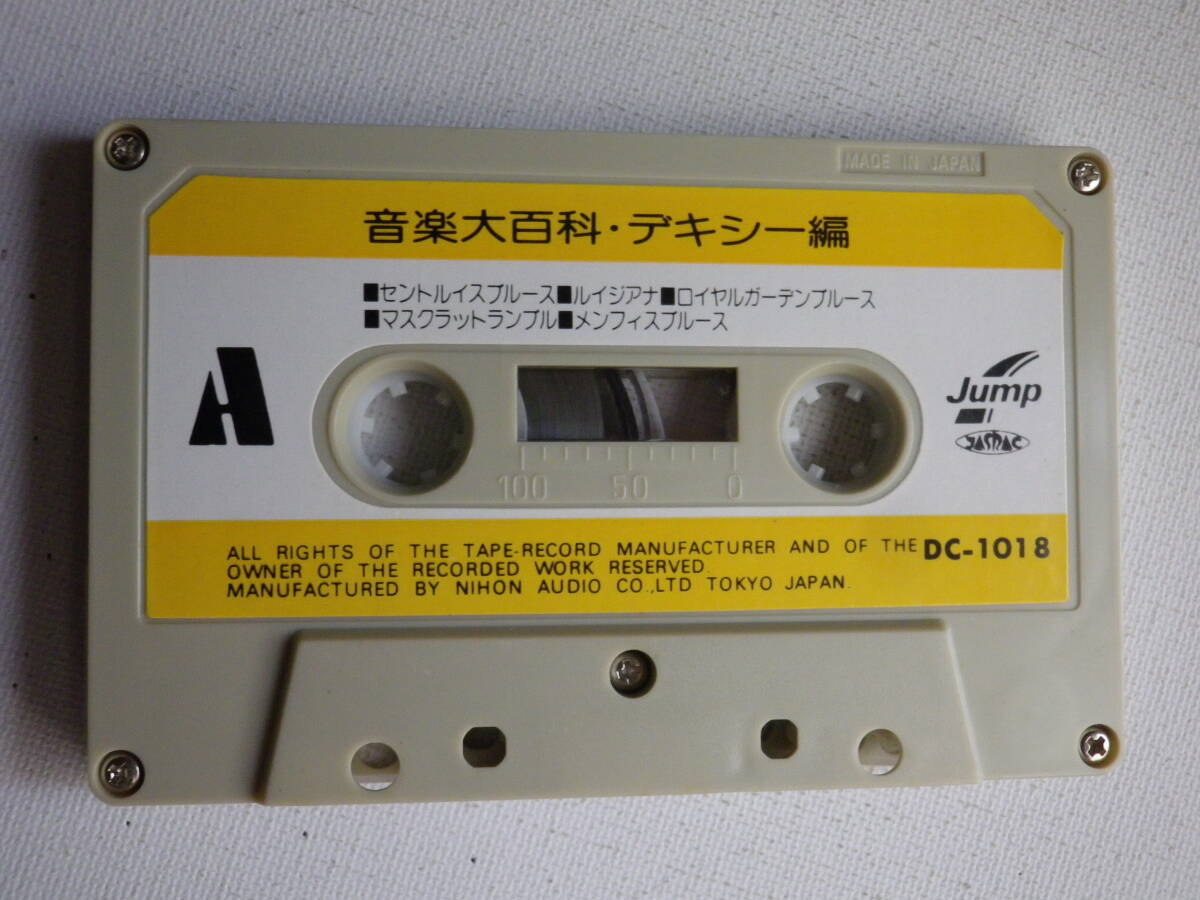 MADE IN JAPAN
音楽大百科・デキシー編
■セントルイスブルース■ルイジアナ■ロイヤルガーデンブルース
■マスクラットランブル■メンフィスブルース
A
Jump
100 50 0
ALL RIGHTS OF THE TAPE-RECORD MANUFACTURER AND OF THE
OWNER OF THE RECORDED WORK RESERVED.
MANUFACTURED BY NIHON AUDIO CO.,LTD TOKYO JAPAN.
DC-1018